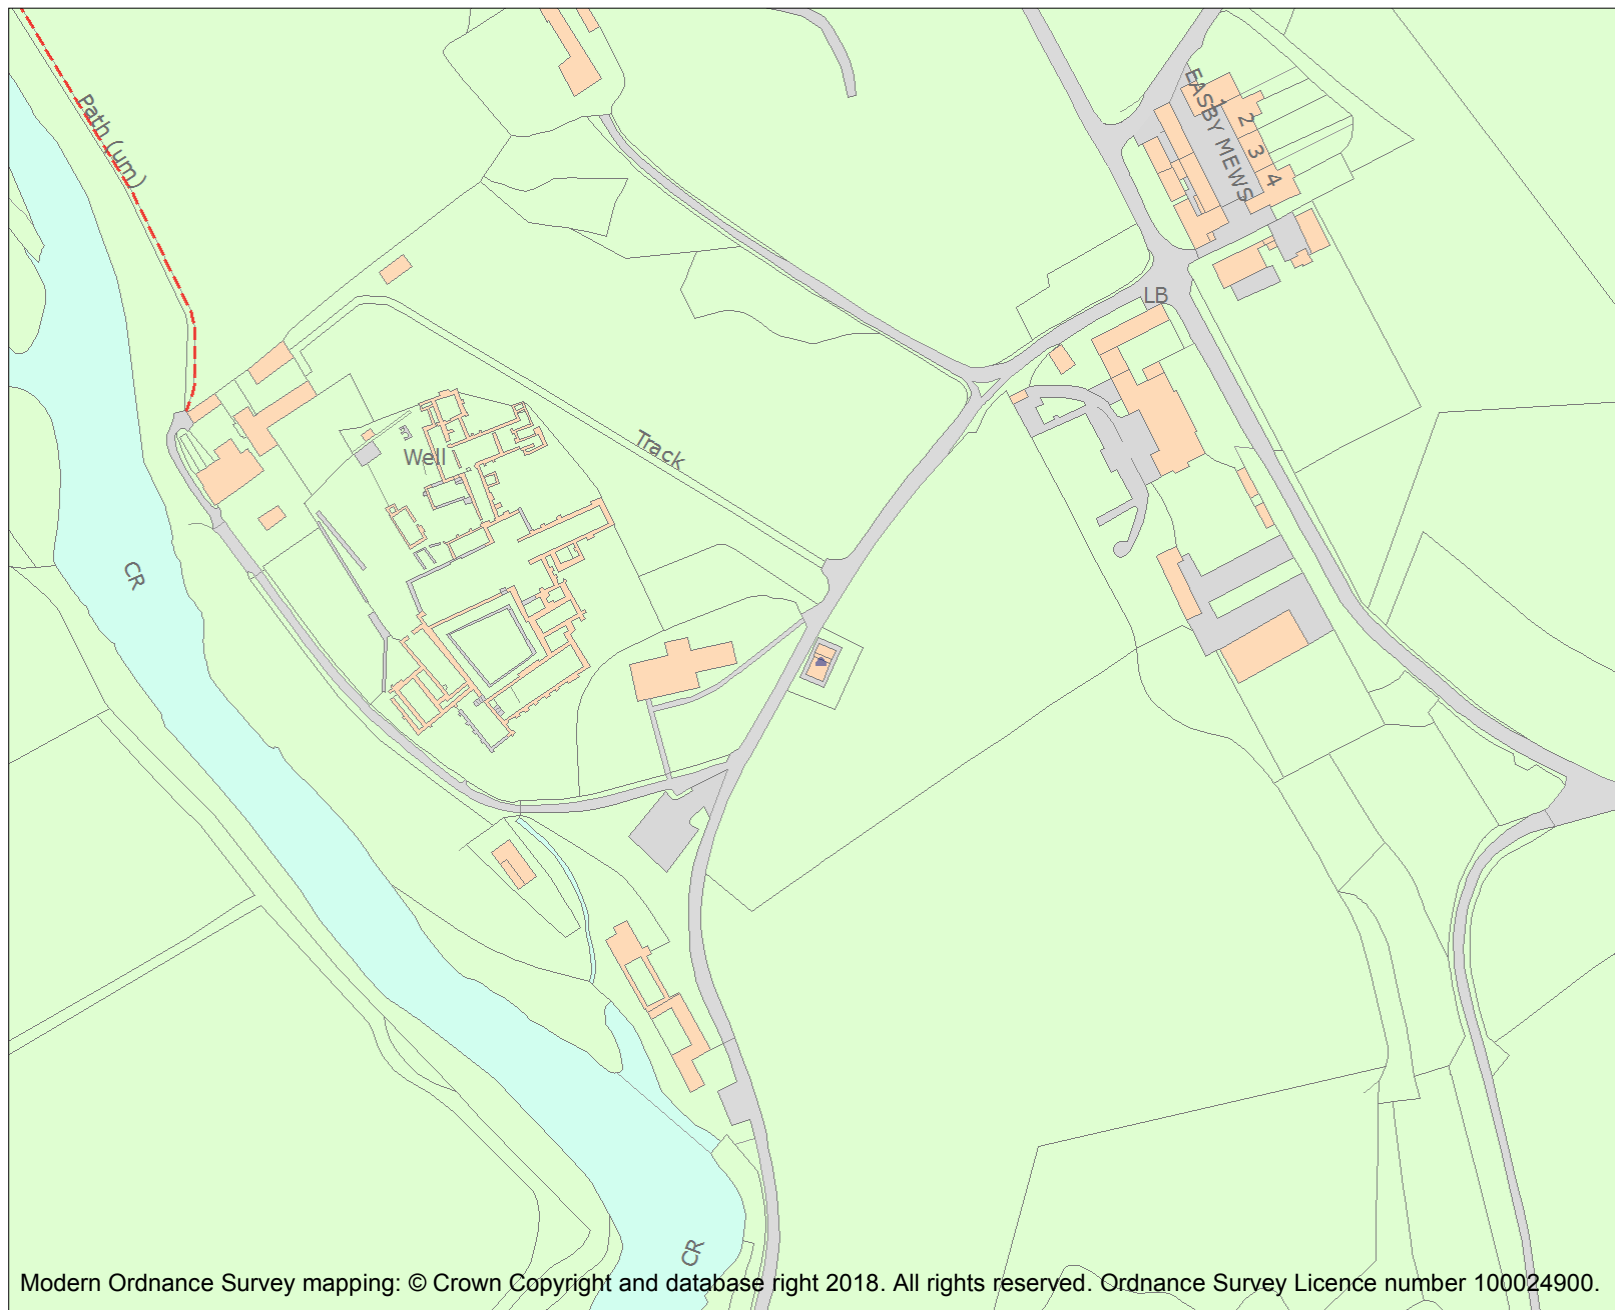 Path (um)
EASBY MEWS
1
2
3
4
LB
Track
Well
CR
CR
Modern Ordnance Survey mapping: © Crown Copyright and database right 2018. All rights reserved. Ordnance Survey Licence number 100024900.